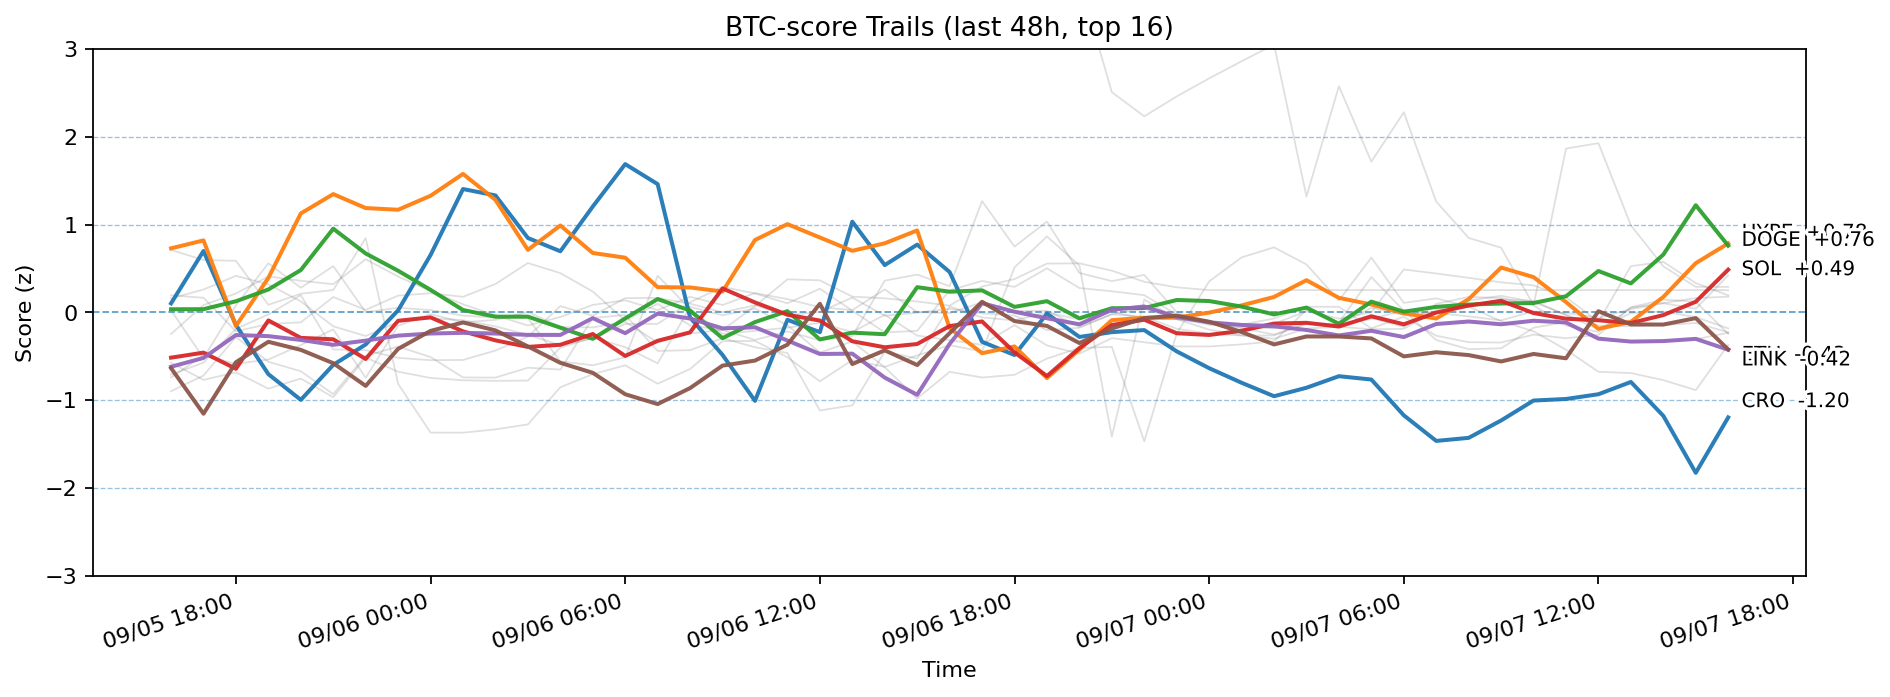 BTC-score Trails (last 48h, top 16)
Score (z)
3
2
1
0
−1
−2
−3
DOGE +0.76
SOL +0.49
LINK -0.42
CRO -1.20
09/05 18:00
09/06 00:00
09/06 06:00
09/06 12:00
09/06 18:00
09/07 00:00
09/07 06:00
09/07 12:00
09/07 18:00
Time